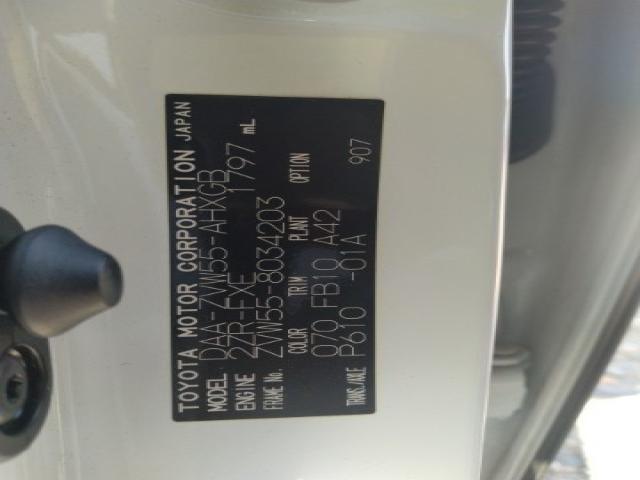 TOYOTA MOTOR CORPORATION JAPAN
MODEL DAA-ZVW55-AHXGB
ENGINE 2ZR-FXE 1797 mL
FRAME No. ZVW55-8034203
COLOR TRIM PLANT OPTION
070 FB10 A42
TRANS/AXLE P610 -01A 907